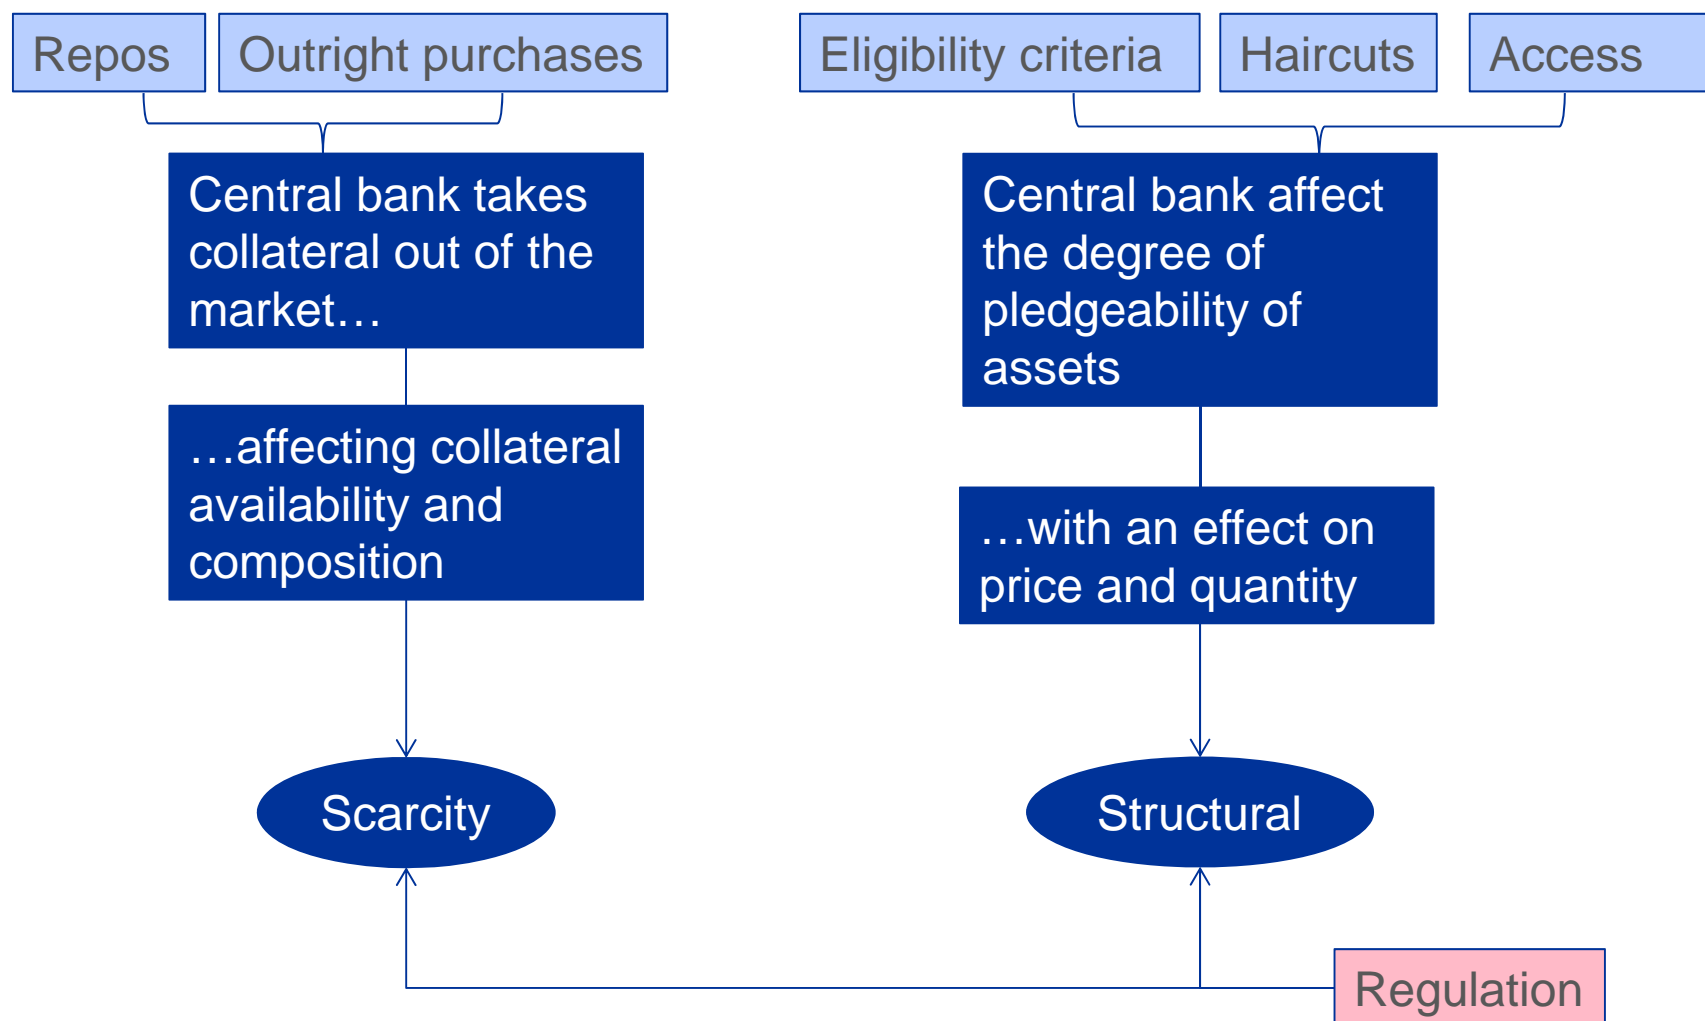 Repos
Outright purchases
Eligibility criteria
Haircuts
Access
Central bank takes
collateral out of the
market…
…affecting collateral
availability and
composition
Scarcity
Central bank affect
the degree of
pledgeability of
assets
…with an effect on
price and quantity
Structural
Regulation